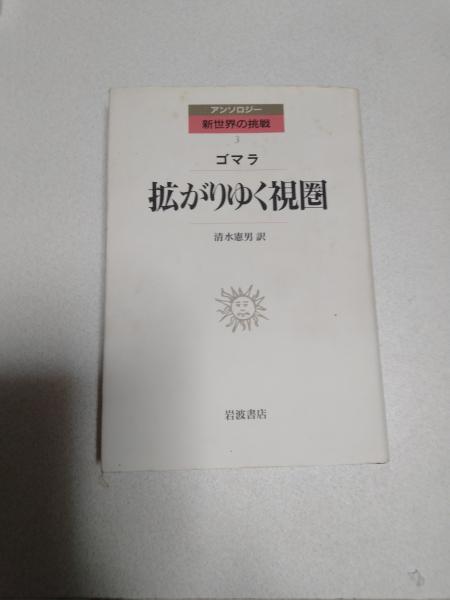 アンソロジー
新世界の挑戦
3
ゴマラ
拡がりゆく視圏
清水憲男 訳
岩波書店